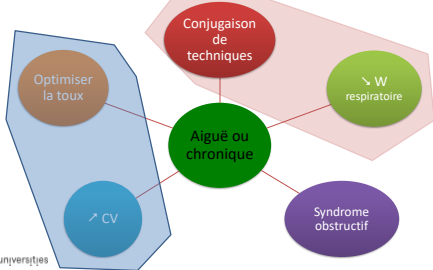 Conjugaison
de
techniques
Optimiser
la toux
↘ W
respiratoire
Aiguë ou
chronique
↗ CV
Syndrome
obstructif
universities